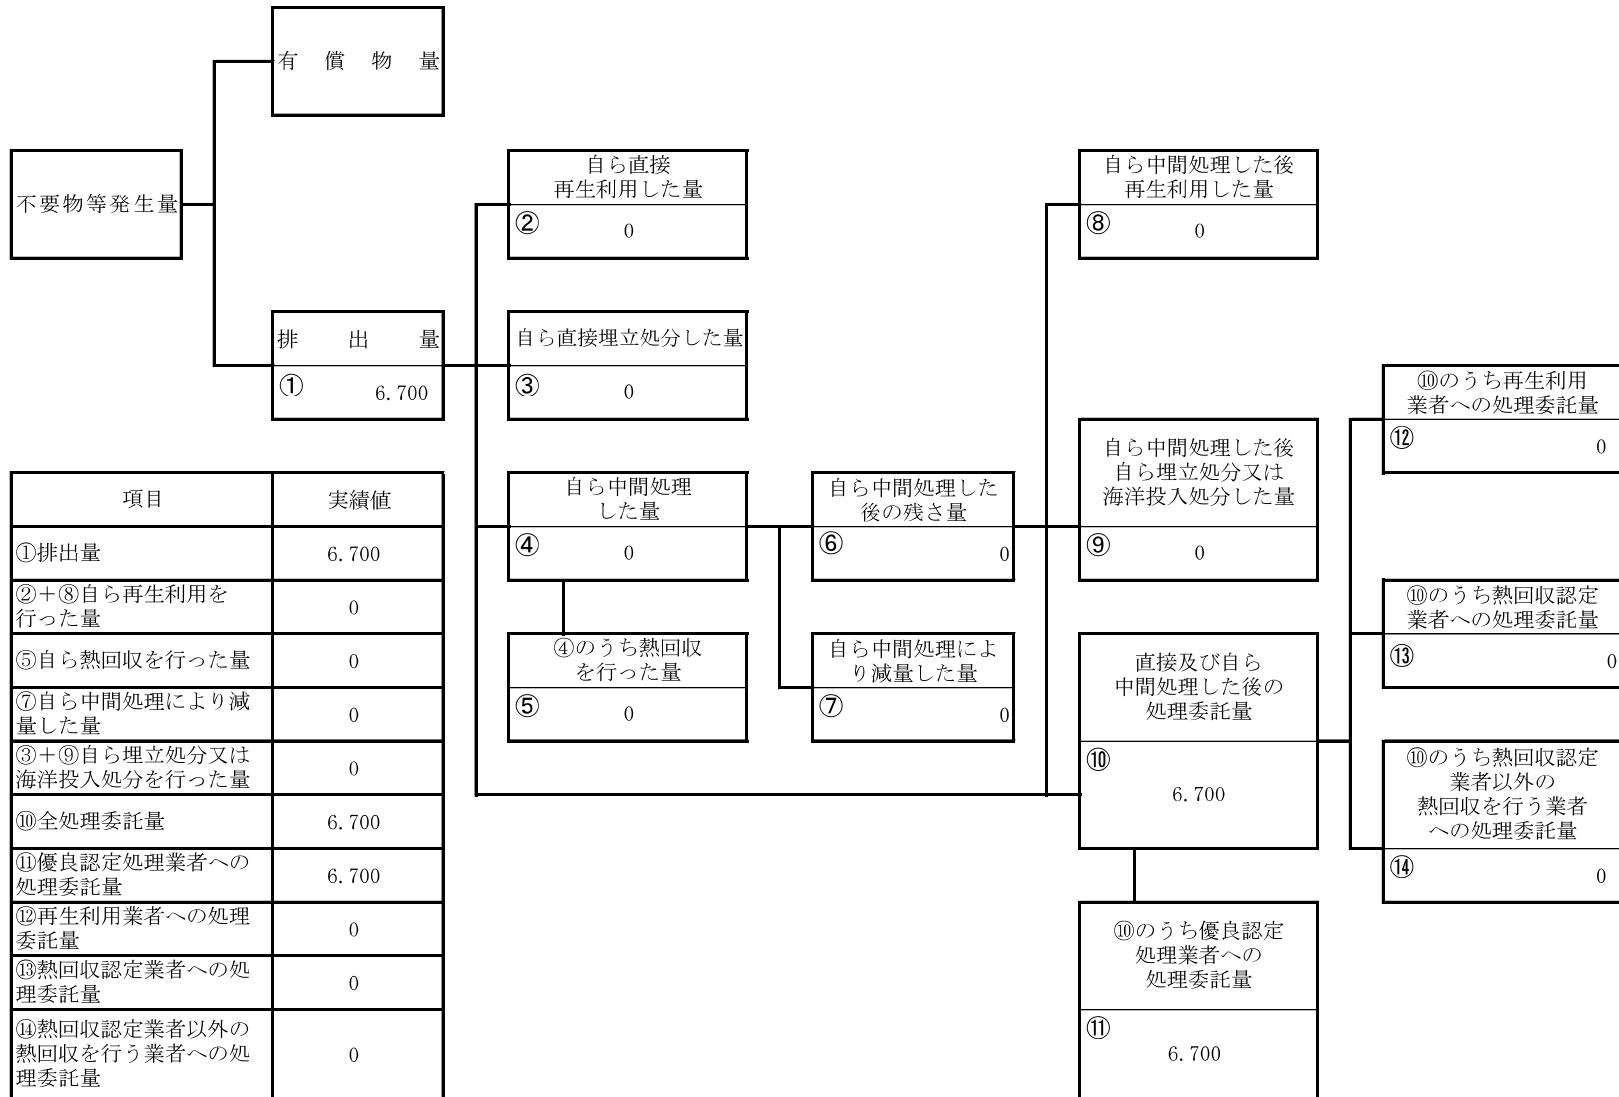 有償物量
不要物等発生量
排出量
① 6.700
自ら直接
再生利用した量
② 0
自ら直接埋立処分した量
③ 0
自ら中間処理
した量
④ 0
④のうち熱回収
を行った量
⑤ 0
自ら中間処理した
後の残さ量
⑥ 0
自ら中間処理によ
り減量した量
⑦ 0
自ら中間処理した後
再生利用した量
⑧ 0
自ら中間処理した後
自ら埋立処分又は
海洋投入処分した量
⑨ 0
直接及び自ら
中間処理した後の
処理委託量
⑩
6.700
⑩のうち優良認定
処理業者への
処理委託量
⑪
6.700
⑩のうち再生利用
業者への処理委託量
⑫ 0
⑩のうち熱回収認定
業者への処理委託量
⑬ 0
⑩のうち熱回収認定
業者以外の
熱回収を行う業者
への処理委託量
⑭ 0
項目 実績値
①排出量 6.700
②+⑧自ら再生利用を
行った量 0
⑤自ら熱回収を行った量 0
⑦自ら中間処理により減
量した量 0
③+⑨自ら埋立処分又は
海洋投入処分を行った量 0
⑩全処理委託量 6.700
⑪優良認定処理業者への
処理委託量 6.700
⑫再生利用業者への処理
委託量 0
⑬熱回収認定業者への処
理委託量 0
⑭熱回収認定業者以外の
熱回収を行う業者への処
理委託量 0